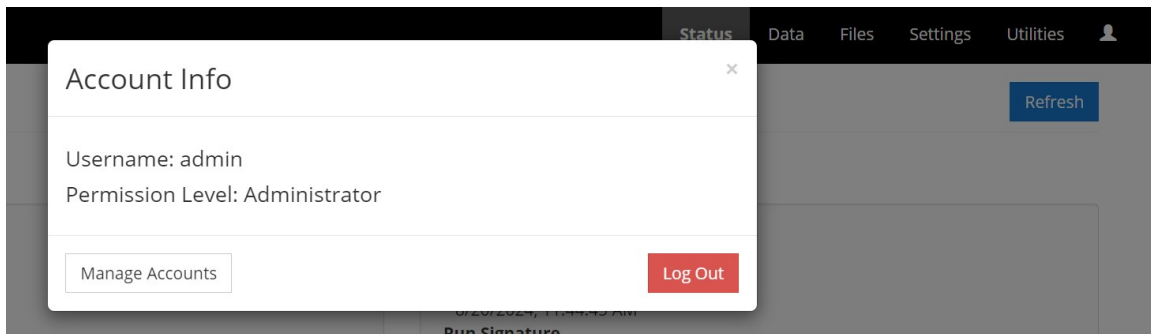 Status Data Files Settings Utilities
Account Info ×
Refresh
Username: admin
Permission Level: Administrator
Manage Accounts Log Out